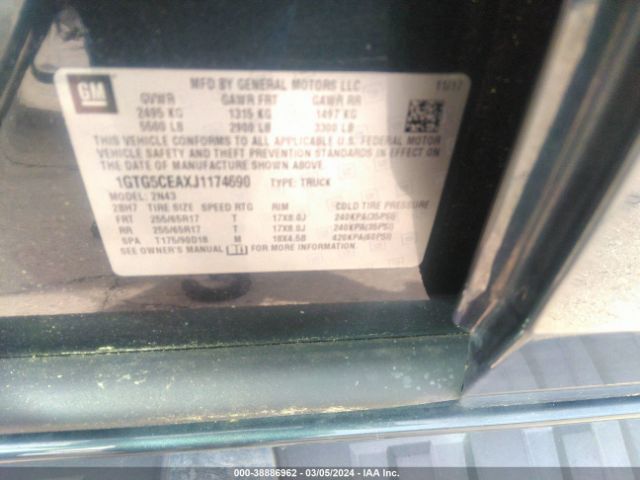 GM
MFD BY GENERAL MOTORS LLC 11/17
GVWR GAWR FRT GAWR RR
2495 KG 1315 KG 1497 KG
5500 LB 2900 LB 3300 LB
THIS VEHICLE CONFORMS TO ALL APPLICABLE U.S. FEDERAL MOTOR
VEHICLE SAFETY AND THEFT PREVENTION STANDARDS IN EFFECT ON
THE DATE OF MANUFACTURE SHOWN ABOVE.
1GTG5CEAXJ1174690 TYPE: TRUCK
MODEL: 2N43
2BH7 TIRE SIZE SPEED RTG RIM COLD TIRE PRESSURE
FRT 255/65R17 T 17X8.0J 240KPA(35PSI)
RR 255/65R17 T 17X8.0J 240KPA(35PSI)
SPA T175/90D18 M 18X4.5B 420KPA(60PSI)
SEE OWNER'S MANUAL FOR MORE INFORMATION.
000-38886962 - 03/05/2024 - IAA Inc.